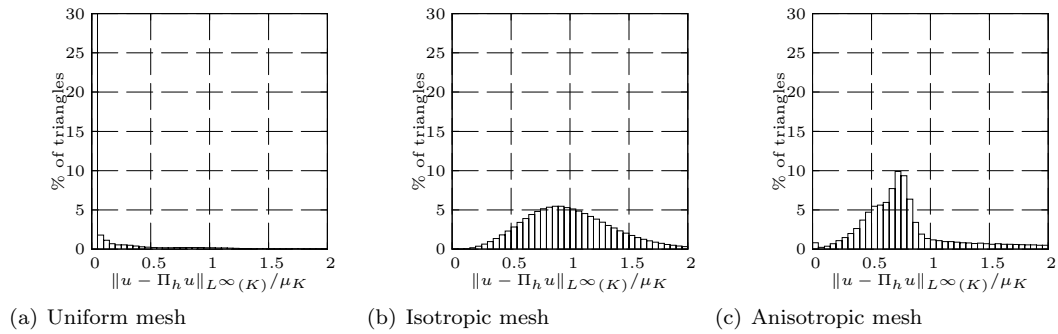 30
25
20
15
10
5
0
% of triangles
0 0.5 1 1.5 2
‖u − Π_h u‖_{L^∞(K)}/μ_K
(a) Uniform mesh
30
25
20
15
10
5
0
% of triangles
0 0.5 1 1.5 2
‖u − Π_h u‖_{L^∞(K)}/μ_K
(b) Isotropic mesh
30
25
20
15
10
5
0
% of triangles
0 0.5 1 1.5 2
‖u − Π_h u‖_{L^∞(K)}/μ_K
(c) Anisotropic mesh